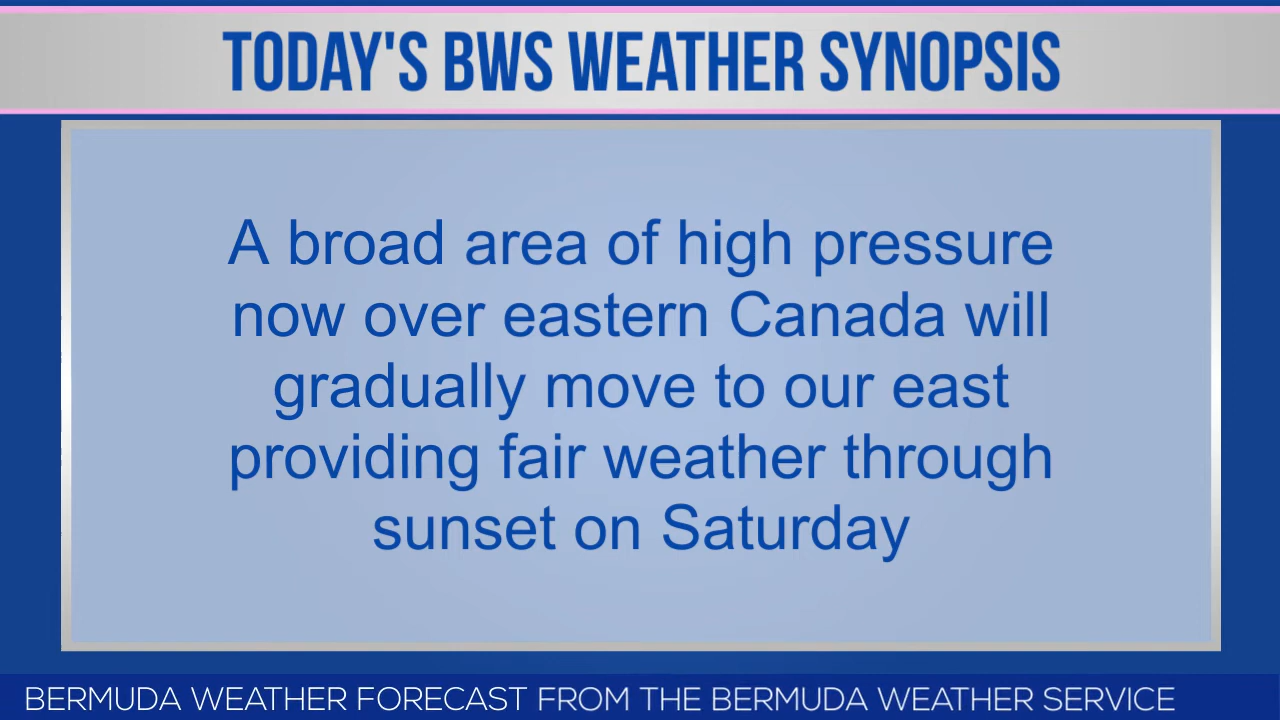 TODAY'S BWS WEATHER SYNOPSIS
A broad area of high pressure
now over eastern Canada will
gradually move to our east
providing fair weather through
sunset on Saturday
BERMUDA WEATHER FORECAST FROM THE BERMUDA WEATHER SERVICE